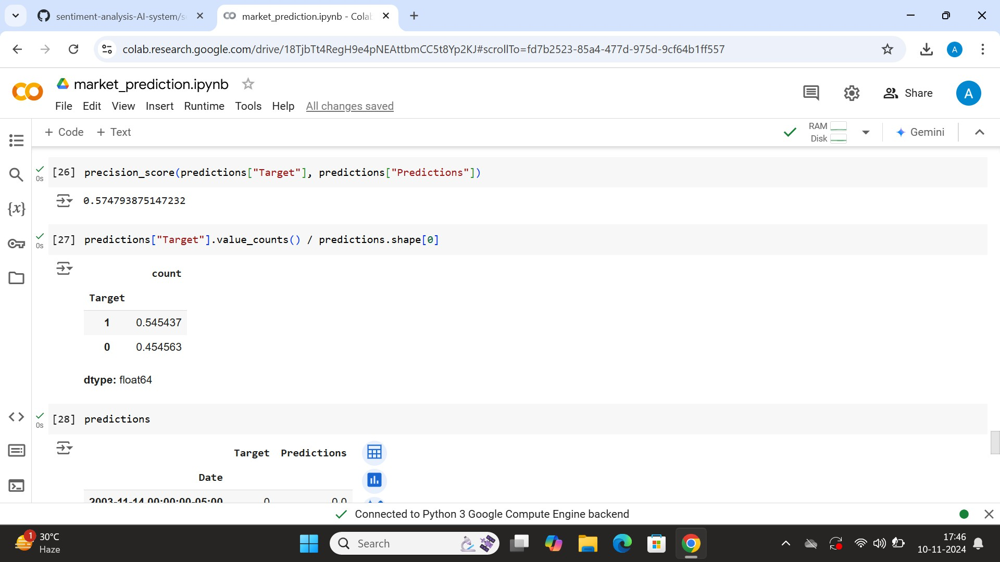 sentiment-analysis-AI-system/s
market_prediction.ipynb - Cola
colab.research.google.com/drive/18TjbTt4RegH9e4pNEAttbmCC5t8Yp2KJ#scrollTo=fd7b2523-85a4-477d-975d-9cf64b1ff557
A
market_prediction.ipynb
Share
A
File Edit View Insert Runtime Tools Help All changes saved
+ Code + Text
RAM
Disk
Gemini
[26] precision_score(predictions["Target"], predictions["Predictions"])
0s
0.574793875147232
[27] predictions["Target"].value_counts() / predictions.shape[0]
0s
count
Target
1 0.545437
0 0.454563
dtype: float64
[28] predictions
0s
Target Predictions
Date
2003-11-14 00:00:00-05:00 0 0.0
{x}
Connected to Python 3 Google Compute Engine backend
1
30°C
Haze
Search
17:46
10-11-2024